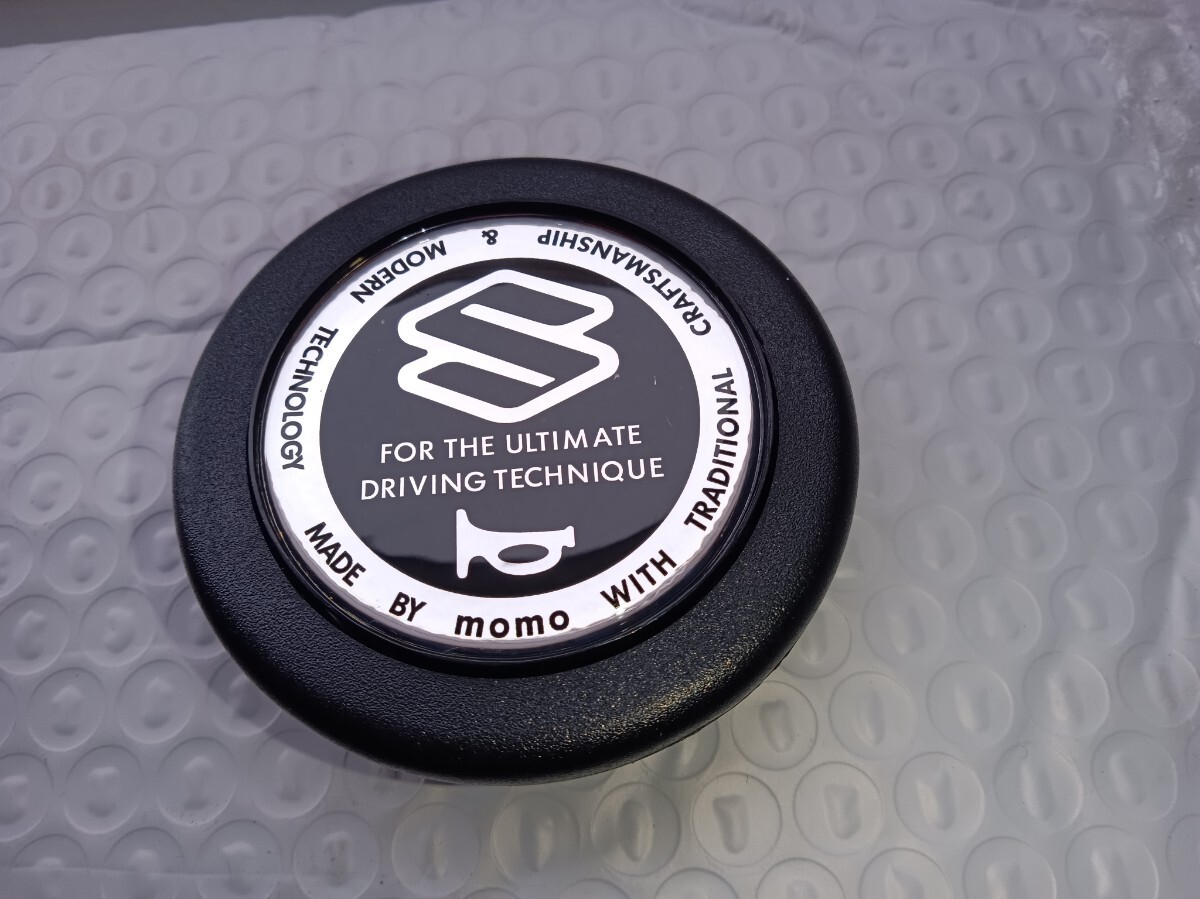 FOR THE ULTIMATE
DRIVING TECHNIQUE
MADE BY momo WITH TRADITIONAL CRAFTSMANSHIP & MODERN TECHNOLOGY